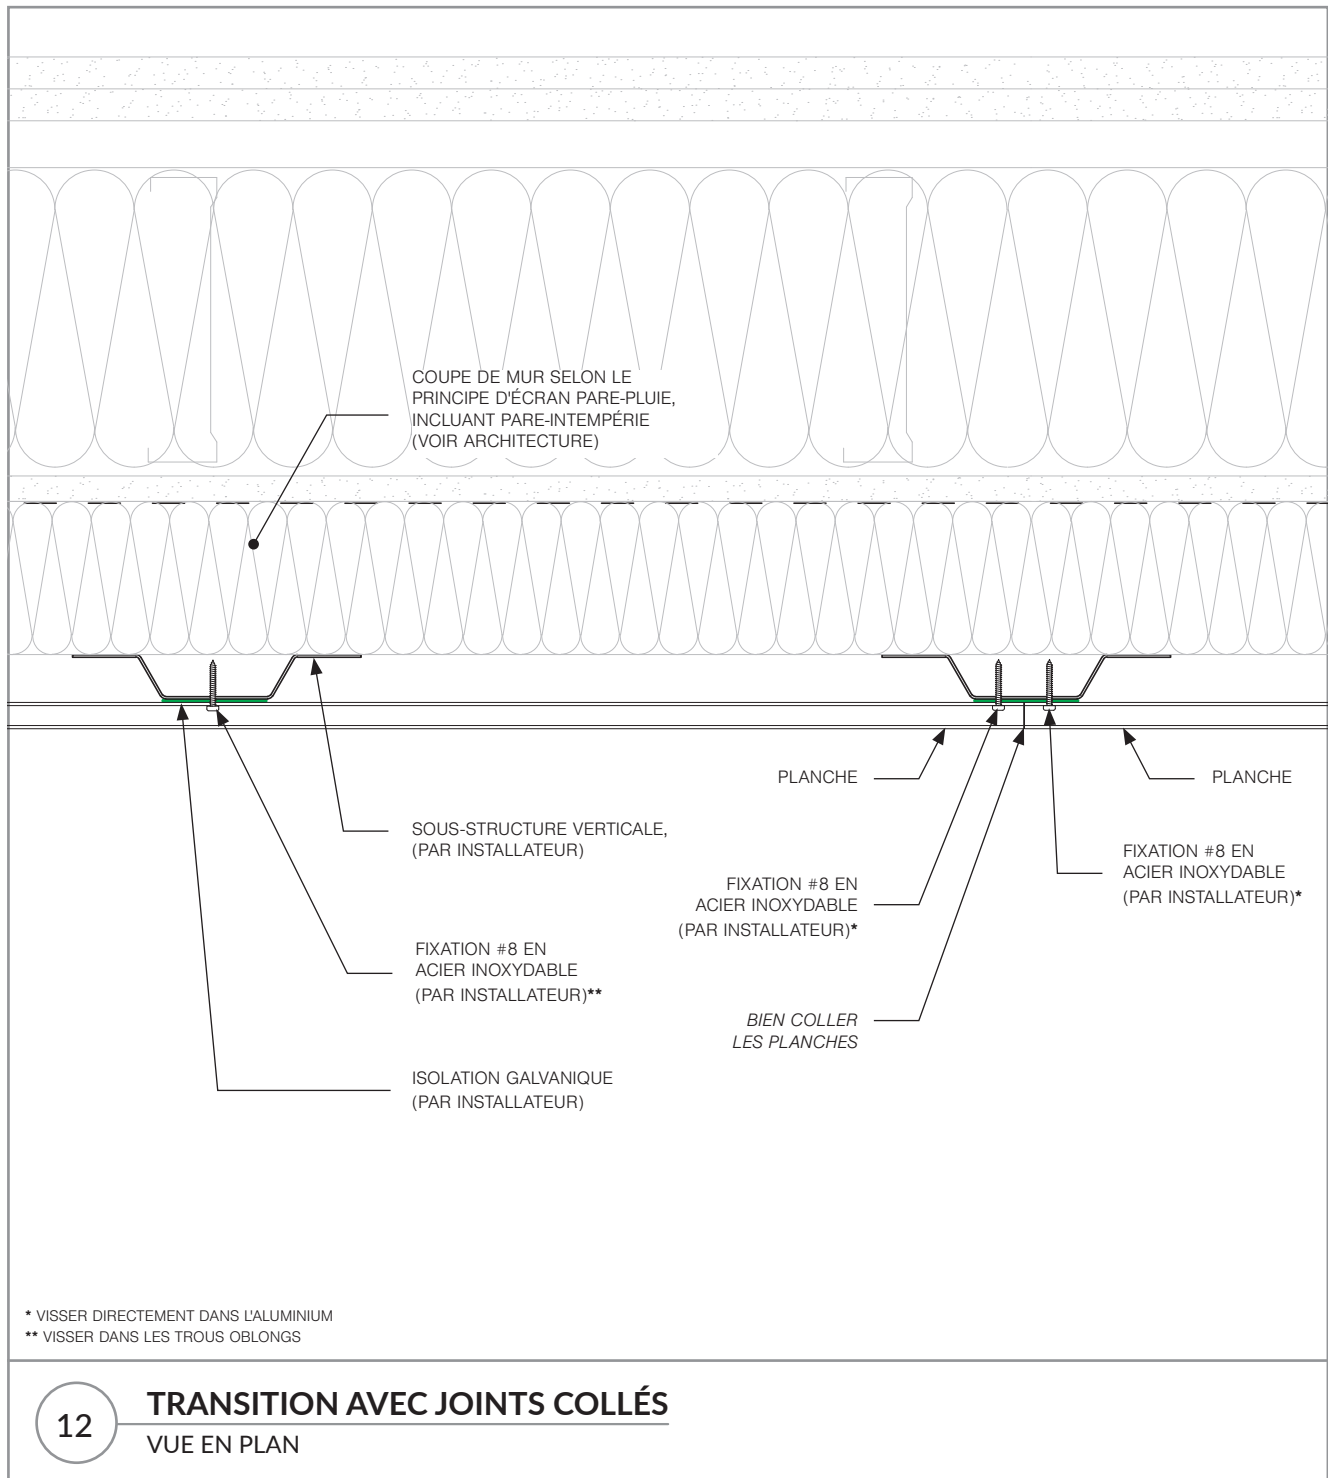 COUPE DE MUR SELON LE
PRINCIPE D'ÉCRAN PARE-PLUIE,
INCLUANT PARE-INTEMPÉRIE
(VOIR ARCHITECTURE)
PLANCHE
PLANCHE
SOUS-STRUCTURE VERTICALE,
(PAR INSTALLATEUR)
FIXATION #8 EN
ACIER INOXYDABLE
(PAR INSTALLATEUR)*
FIXATION #8 EN
ACIER INOXYDABLE
(PAR INSTALLATEUR)*
FIXATION #8 EN
ACIER INOXYDABLE
(PAR INSTALLATEUR)**
BIEN COLLER
LES PLANCHES
ISOLATION GALVANIQUE
(PAR INSTALLATEUR)
* VISSER DIRECTEMENT DANS L'ALUMINIUM
** VISSER DANS LES TROUS OBLONGS
12
TRANSITION AVEC JOINTS COLLÉS
VUE EN PLAN